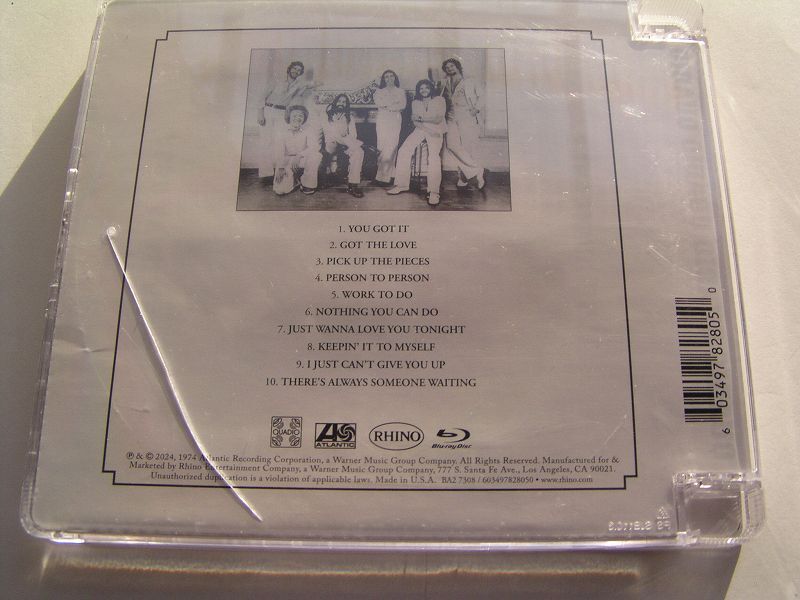 1. YOU GOT IT
2. GOT THE LOVE
3. PICK UP THE PIECES
4. PERSON TO PERSON
5. WORK TO DO
6. NOTHING YOU CAN DO
7. JUST WANNA LOVE YOU TONIGHT
8. KEEPIN' IT TO MYSELF
9. I JUST CAN'T GIVE YOU UP
10. THERE'S ALWAYS SOMEONE WAITING
QUADIO ATLANTIC RHINO Blu-ray Disc
℗ & © 2024, 1974 Atlantic Recording Corporation, a Warner Music Group Company. All Rights Reserved. Manufactured for &
Marketed by Rhino Entertainment Company, a Warner Music Group Company, 777 S. Santa Fe Ave., Los Angeles, CA 90021.
Unauthorized duplication is a violation of applicable laws. Made in U.S.A. BA2 7308 / 603497828050 • www.rhino.com
6 03497 82805 0